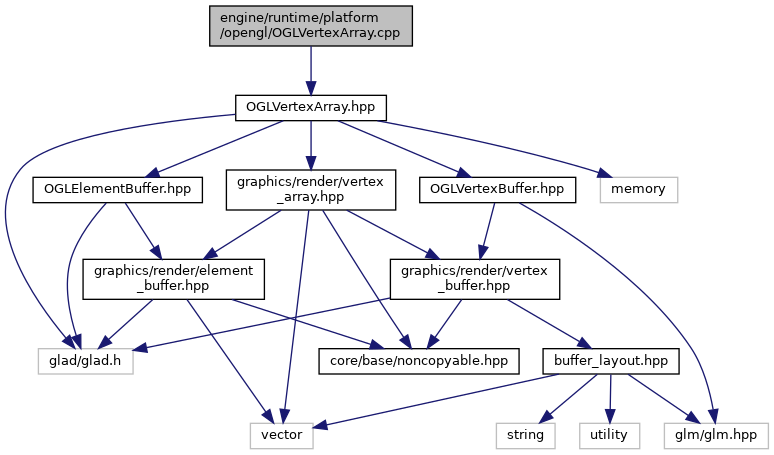 engine/runtime/platform
/opengl/OGLVertexArray.cpp
OGLVertexArray.hpp
OGLElementBuffer.hpp
graphics/render/vertex
_array.hpp
OGLVertexBuffer.hpp
memory
graphics/render/element
_buffer.hpp
graphics/render/vertex
_buffer.hpp
glad/glad.h
core/base/noncopyable.hpp
buffer_layout.hpp
vector
string
utility
glm/glm.hpp